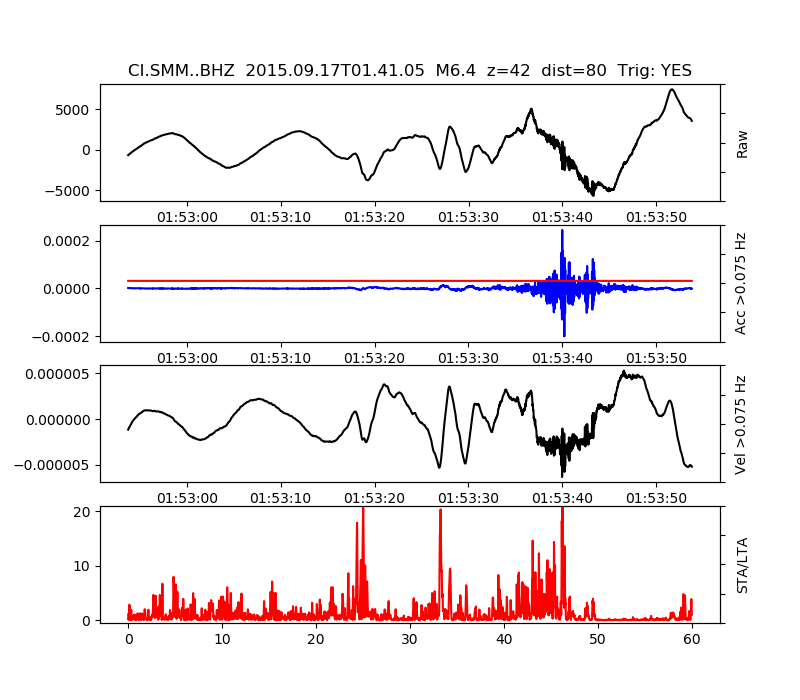 CI.SMM..BHZ  2015.09.17T01.41.05  M6.4  z=42  dist=80  Trig: YES
5000
0
−5000
Raw
01:53:00 01:53:10 01:53:20 01:53:30 01:53:40 01:53:50
0.0002
0.0000
−0.0002
Acc >0.075 Hz
01:53:00 01:53:10 01:53:20 01:53:30 01:53:40 01:53:50
0.000005
0.000000
−0.000005
Vel >0.075 Hz
01:53:00 01:53:10 01:53:20 01:53:30 01:53:40 01:53:50
20
10
0
STA/LTA
0 10 20 30 40 50 60